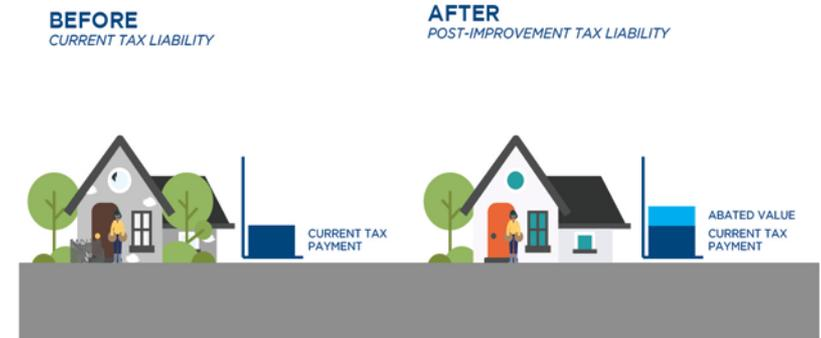 BEFORE
CURRENT TAX LIABILITY
CURRENT TAX
PAYMENT
AFTER
POST-IMPROVEMENT TAX LIABILITY
ABATED VALUE
CURRENT TAX
PAYMENT